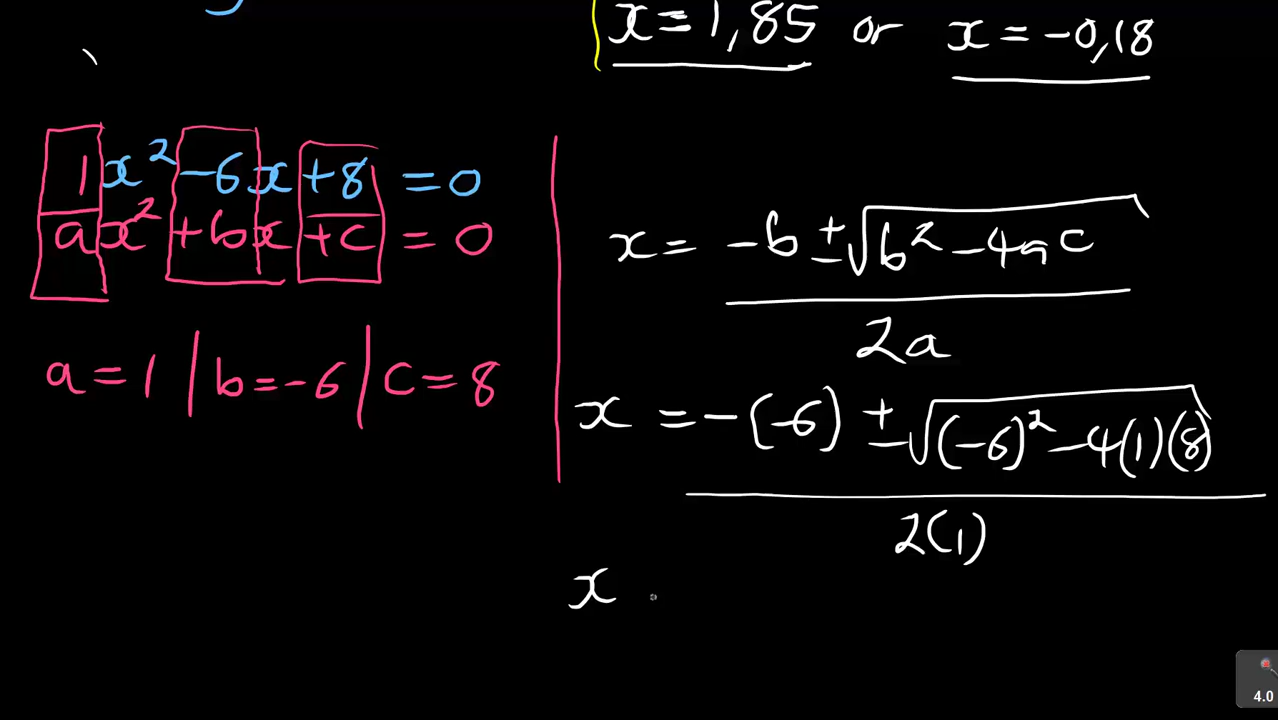 x = 1,85 or x = -0,18
1x² -6x +8 = 0
ax² +bx +c = 0
a = 1 | b = -6 | c = 8
x = -b ± √(b² - 4ac)
2a
x = -(-6) ± √((-6)² - 4(1)(8))
2(1)
x
4.0